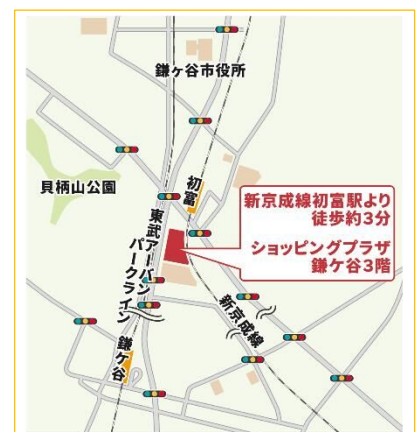 鎌ヶ谷市役所
貝柄山公園
初富
新京成線初富駅より
徒歩約3分
ショッピングプラザ
鎌ケ谷3階
東武アーバン
パークライン
新京成線
鎌ヶ谷